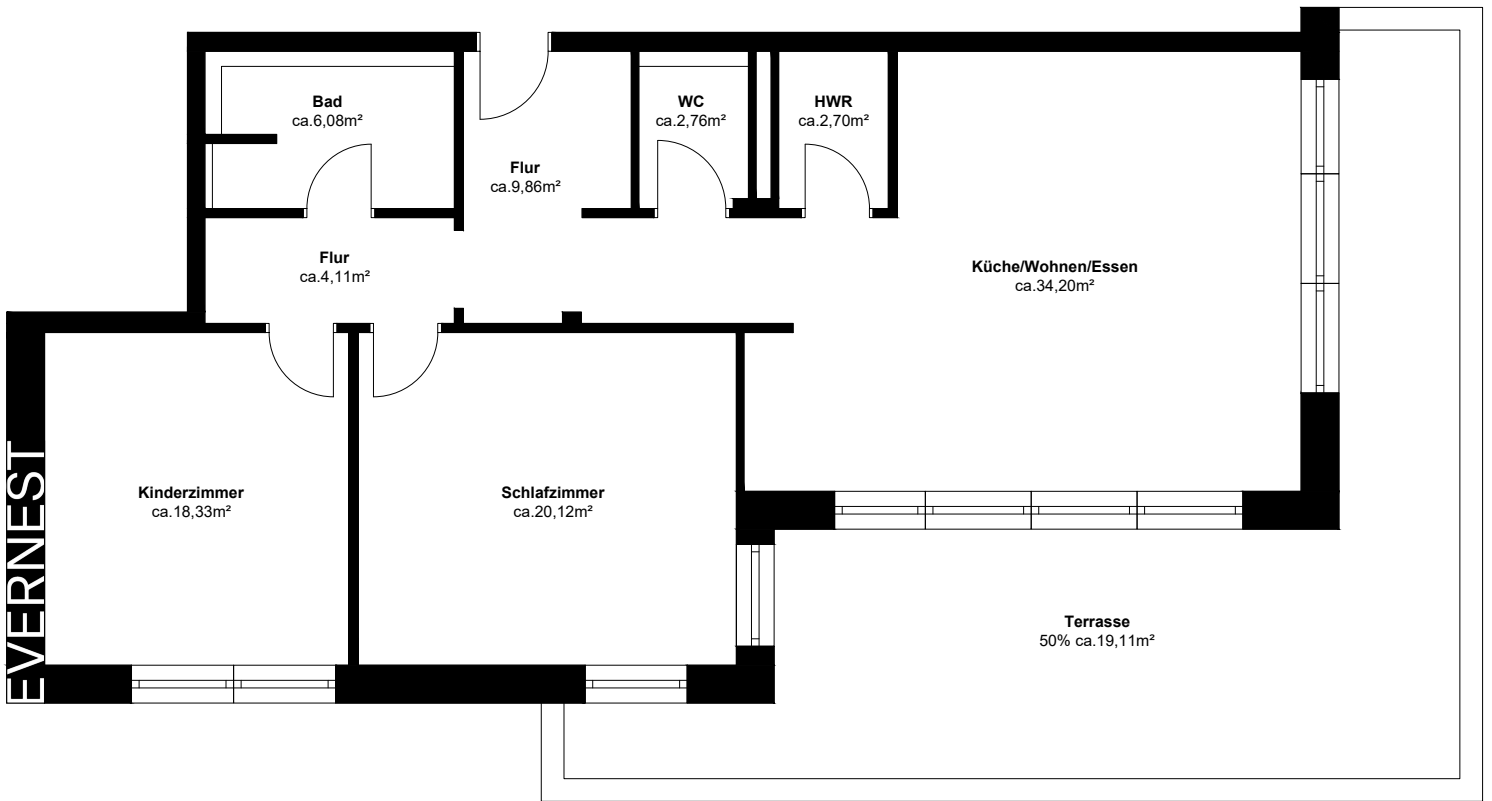 Bad
ca.6,08m²
WC
ca.2,76m²
HWR
ca.2,70m²
Flur
ca.9,86m²
Flur
ca.4,11m²
Küche/Wohnen/Essen
ca.34,20m²
Kinderzimmer
ca.18,33m²
Schlafzimmer
ca.20,12m²
Terrasse
50% ca.19,11m²
EVERNEST